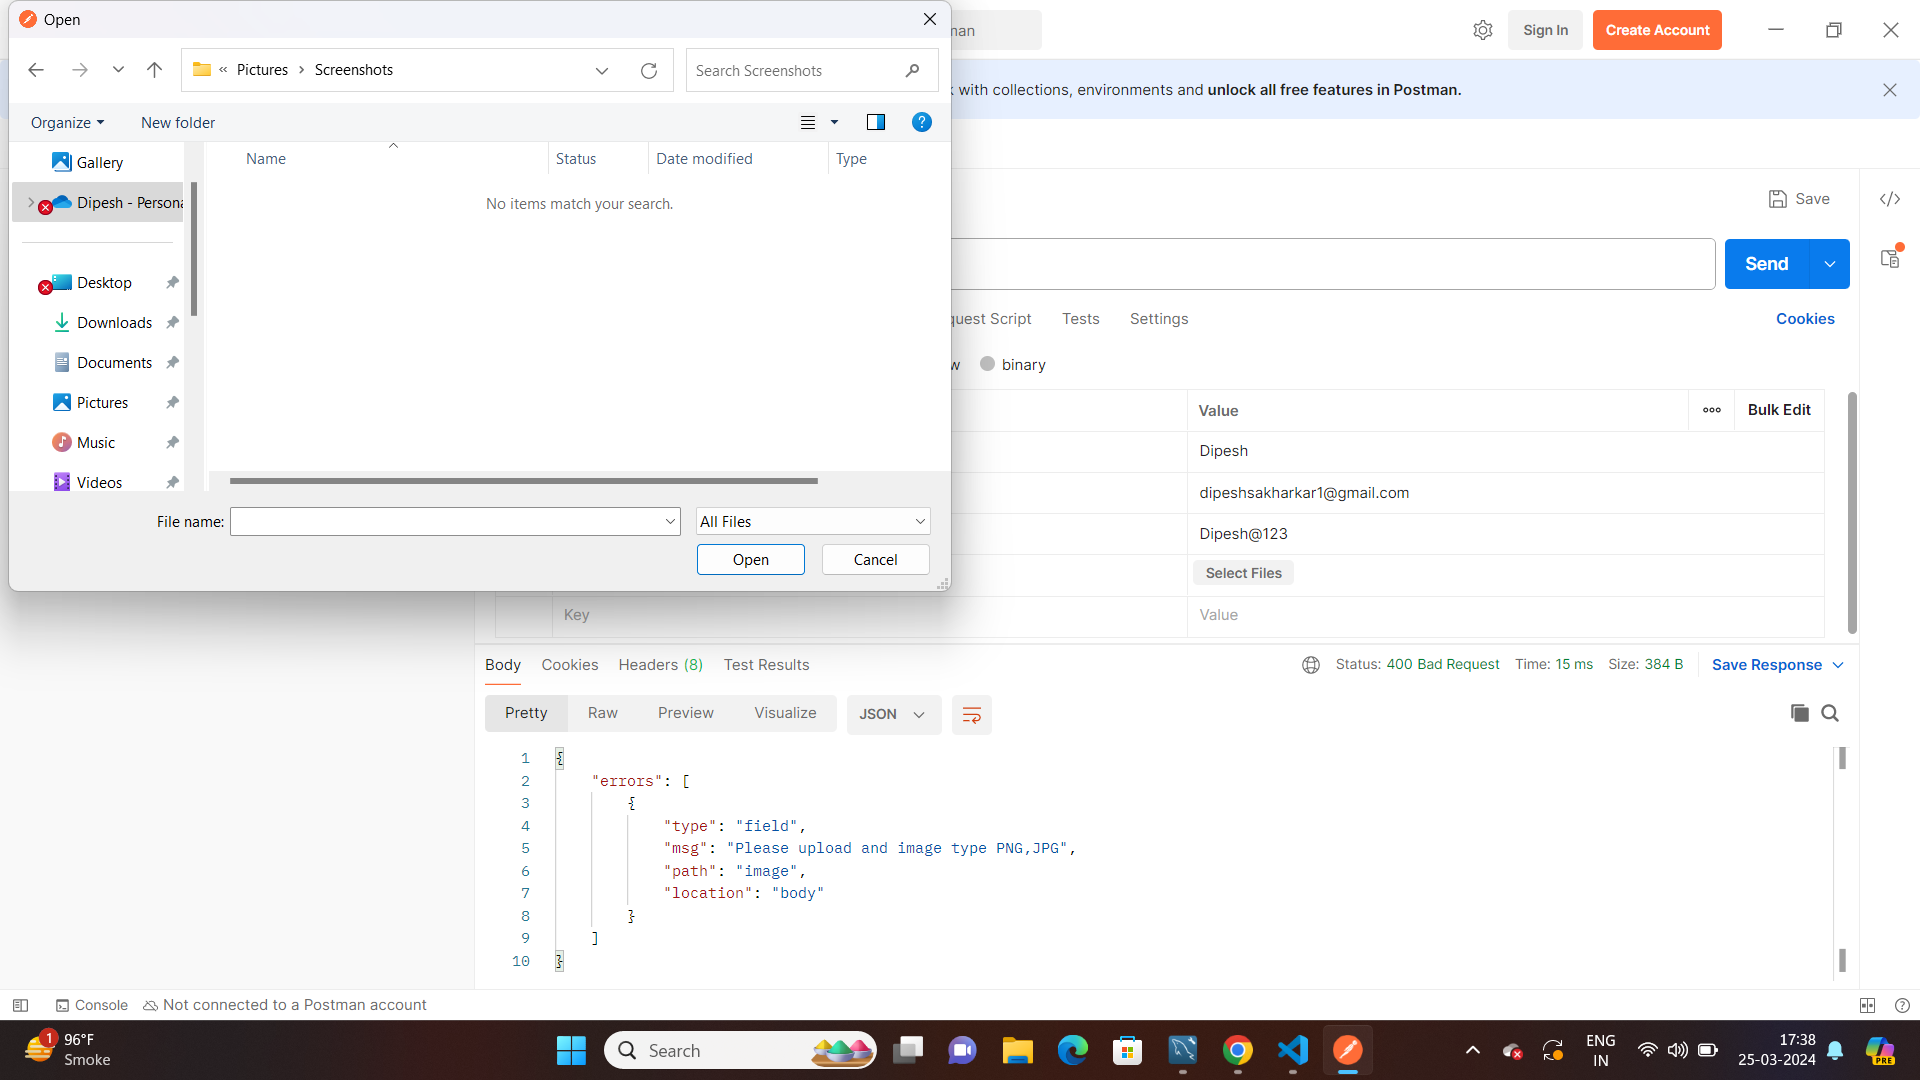 Open
man
Sign In
Create Account
« Pictures > Screenshots
Search Screenshots
with collections, environments and unlock all free features in Postman.
Organize
New folder
Gallery
Dipesh - Persona
Desktop
Downloads
Documents
Pictures
Music
Videos
Name
Status
Date modified
Type
No items match your search.
File name:
All Files
Open
Cancel
Save
Send
quest Script
Tests
Settings
Cookies
w
binary
Value
Bulk Edit
Dipesh
dipeshsakharkar1@gmail.com
Dipesh@123
Select Files
Key
Value
Body
Cookies
Headers (8)
Test Results
Status: 400 Bad Request
Time: 15 ms
Size: 384 B
Save Response
Pretty
Raw
Preview
Visualize
JSON
1 {
2 "errors": [
3 {
4 "type": "field",
5 "msg": "Please upload and image type PNG,JPG",
6 "path": "image",
7 "location": "body"
8 }
9 ]
10 }
Console
Not connected to a Postman account
1
96°F
Smoke
Search
ENG
IN
17:38
25-03-2024
PRE